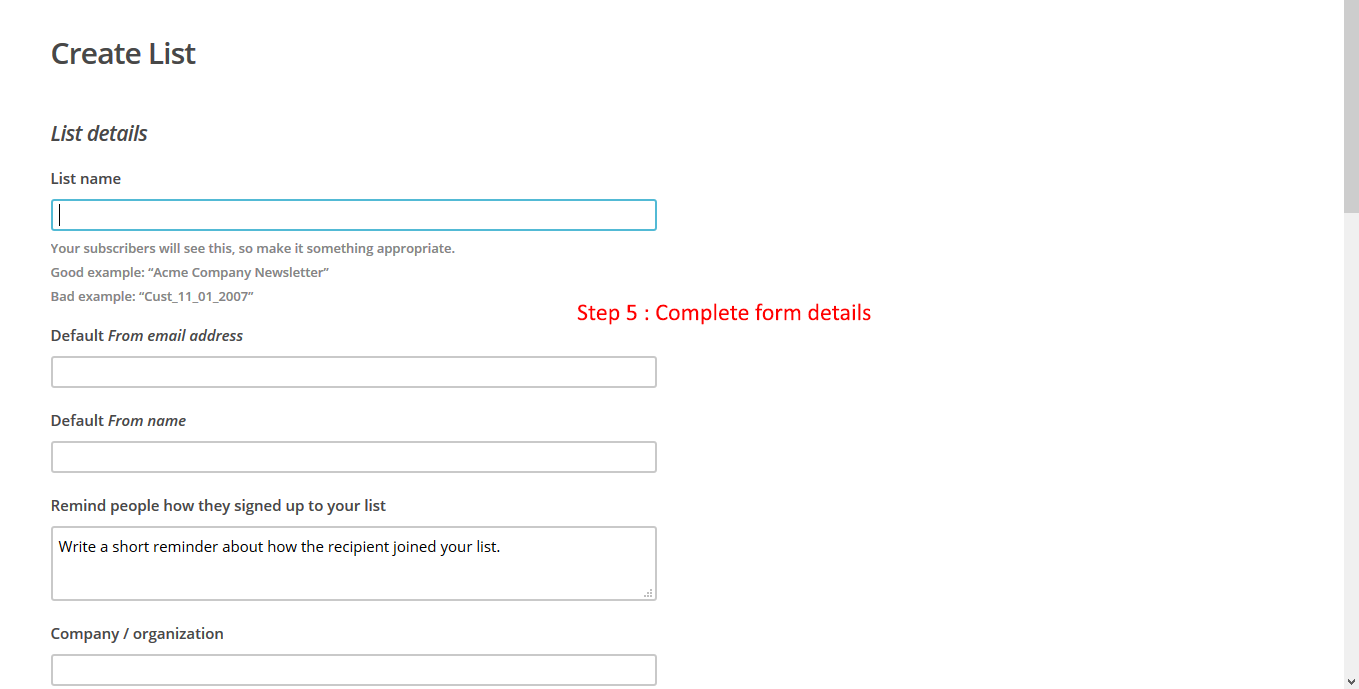 Create List
List details
List name
Your subscribers will see this, so make it something appropriate.
Good example: “Acme Company Newsletter”
Bad example: “Cust_11_01_2007”
Step 5 : Complete form details
Default From email address
Default From name
Remind people how they signed up to your list
Write a short reminder about how the recipient joined your list.
Company / organization